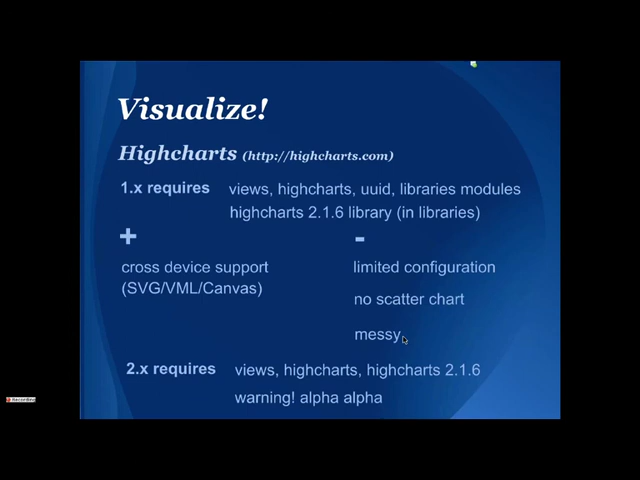 Visualize!
Highcharts (http://highcharts.com)
1.x requires views, highcharts, uuid, libraries modules
highcharts 2.1.6 library (in libraries)
+ -
cross device support limited configuration
(SVG/VML/Canvas)
no scatter chart
messy
2.x requires views, highcharts, highcharts 2.1.6
warning! alpha alpha
Recording